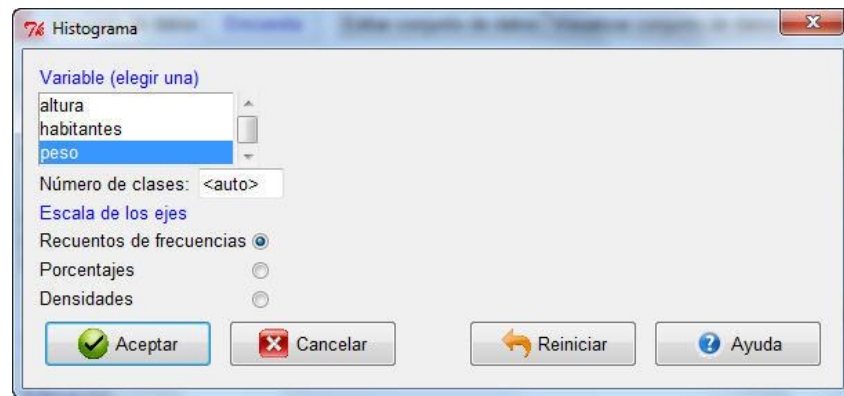 Histograma
Variable (elegir una)
altura
habitantes
peso
Número de clases: <auto>
Escala de los ejes
Recuentos de frecuencias
Porcentajes
Densidades
Aceptar Cancelar Reiniciar Ayuda